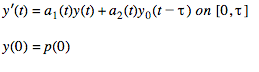 y′(t) = a₁(t)y(t) + a₂(t)y₀(t − τ) on [0, τ]
y(0) = p(0)